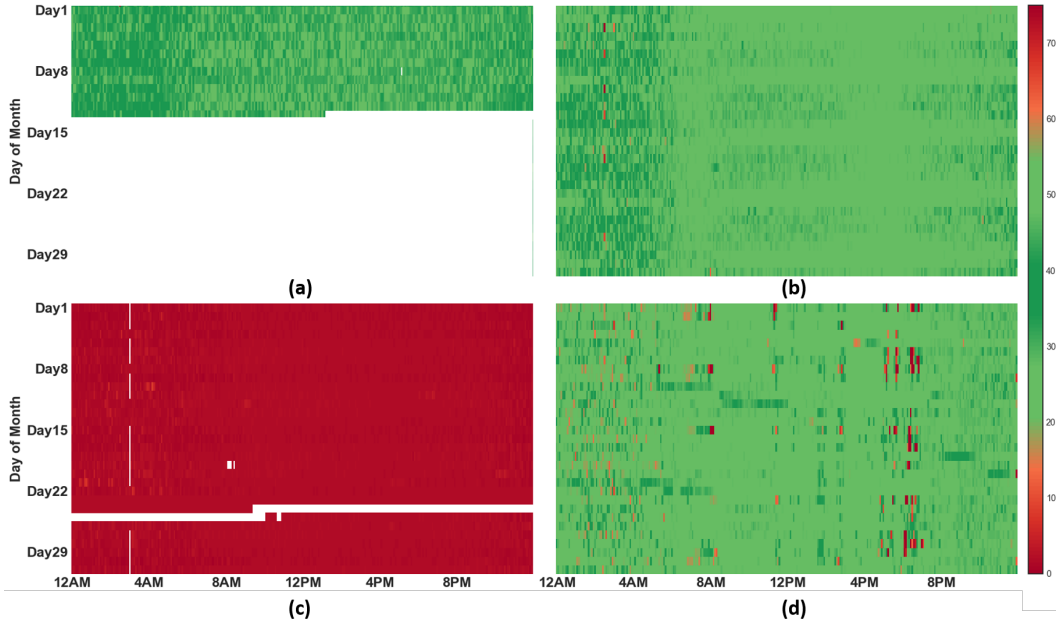 Day1
Day8
Day15
Day22
Day29
Day of Month
(a)
(b)
70
60
50
40
30
20
10
0
Day1
Day8
Day15
Day22
Day29
Day of Month
12AM 4AM 8AM 12PM 4PM 8PM
12AM 4AM 8AM 12PM 4PM 8PM
(c)
(d)